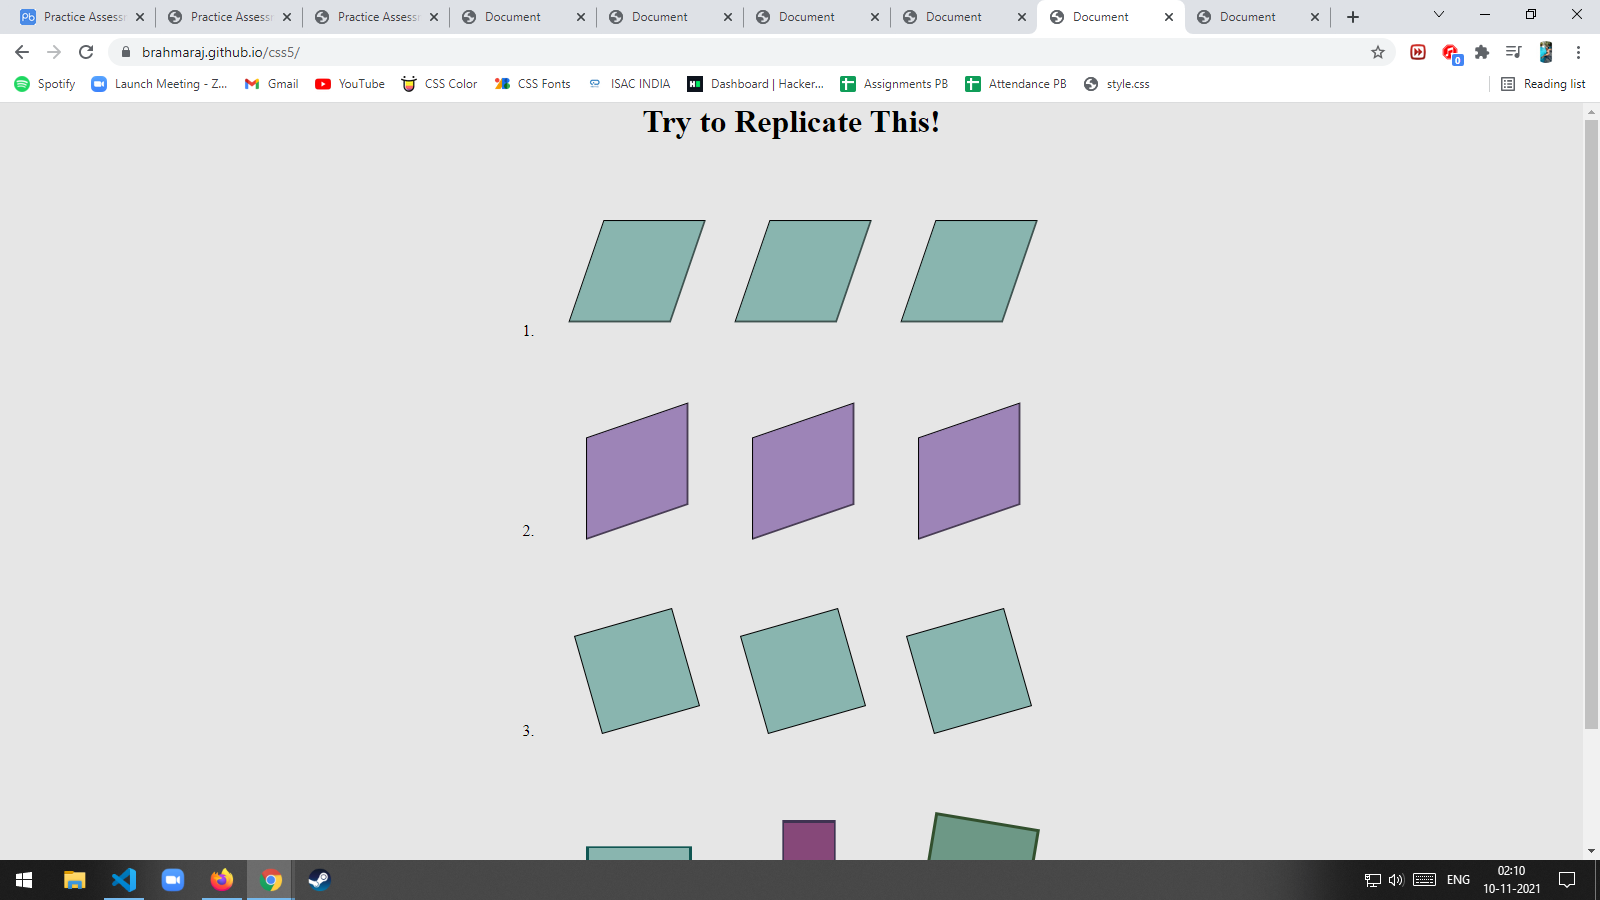 Pb Practice Assess
Practice Assess
Practice Assess
Document
Document
Document
Document
Document
Document
brahmaraj.github.io/css5/
0
Spotify
Launch Meeting - Z...
Gmail
YouTube
CSS Color
CSS Fonts
ISAC INDIA
Dashboard | Hacker...
Assignments PB
Attendance PB
style.css
Reading list
Try to Replicate This!
1.
2.
3.
ENG
02:10
10-11-2021